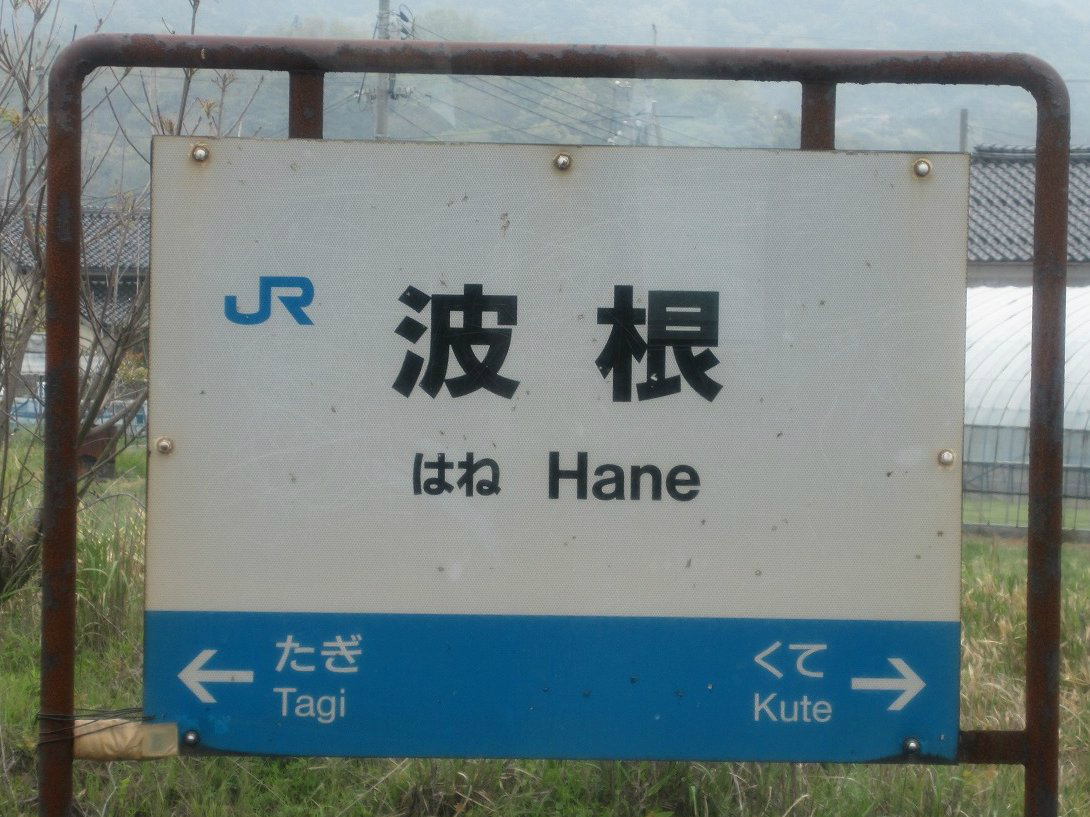 JR 波根
はね Hane
← たぎ くて →
Tagi Kute